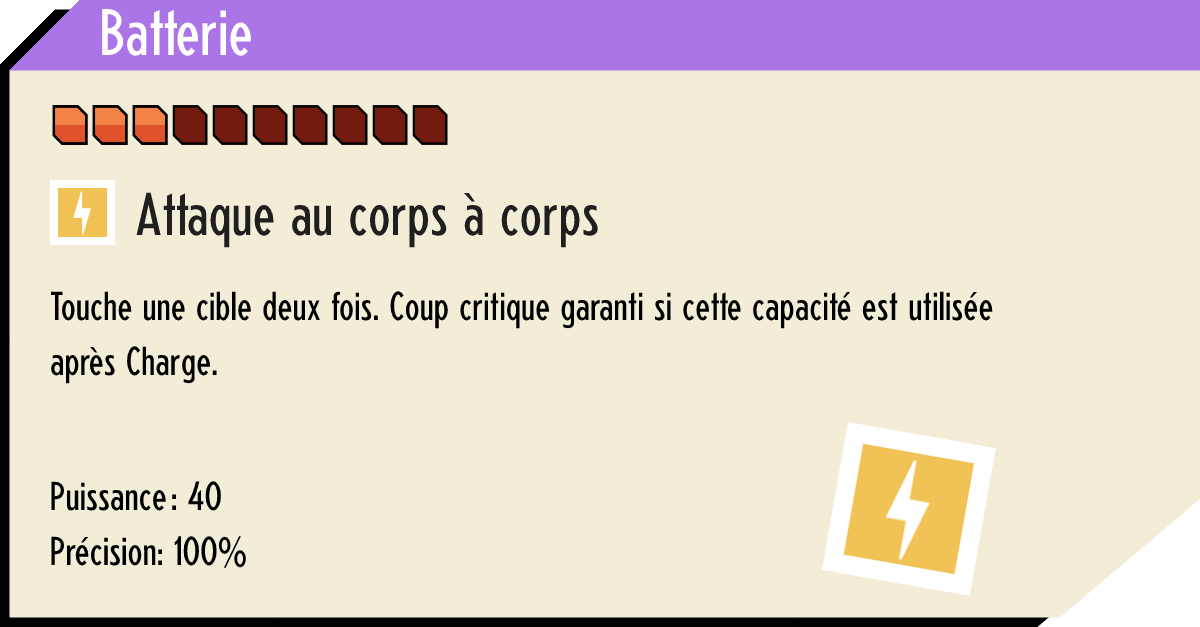 Batterie
Attaque au corps à corps
Touche une cible deux fois. Coup critique garanti si cette capacité est utilisée
après Charge.
Puissance : 40
Précision: 100%